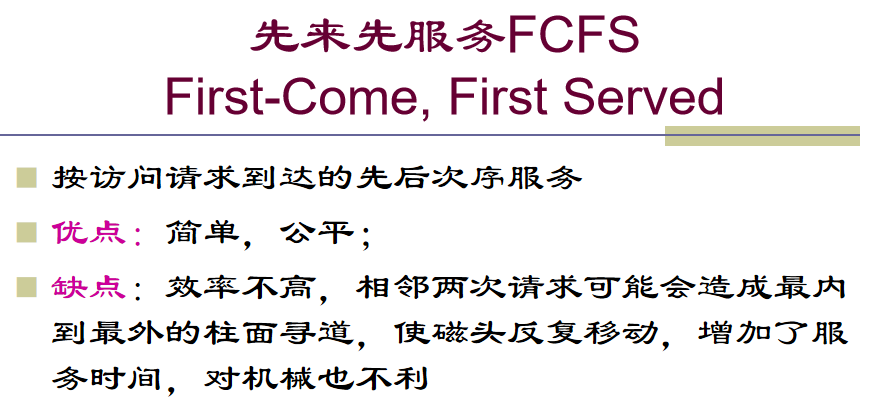 先来先服务FCFS
First-Come, First Served
按访问请求到达的先后次序服务
优点：简单，公平；
缺点：效率不高，相邻两次请求可能会造成最内
到最外的柱面寻道，使磁头反复移动，增加了服
务时间，对机械也不利